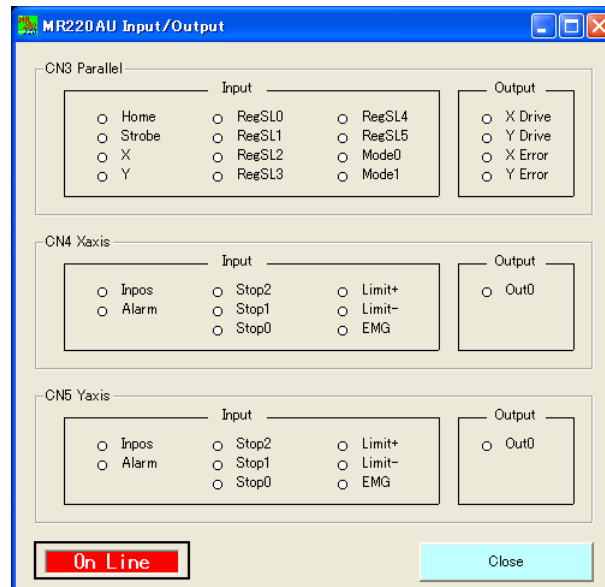 MR220AU Input/Output
CN3 Parallel
Input
Output
Home RegSL0 RegSL4 X Drive
Strobe RegSL1 RegSL5 Y Drive
X RegSL2 Mode0 X Error
Y RegSL3 Mode1 Y Error
CN4 Xaxis
Input
Output
Inpos Stop2 Limit+ Out0
Alarm Stop1 Limit-
Stop0 EMG
CN5 Yaxis
Input
Output
Inpos Stop2 Limit+ Out0
Alarm Stop1 Limit-
Stop0 EMG
On Line
Close